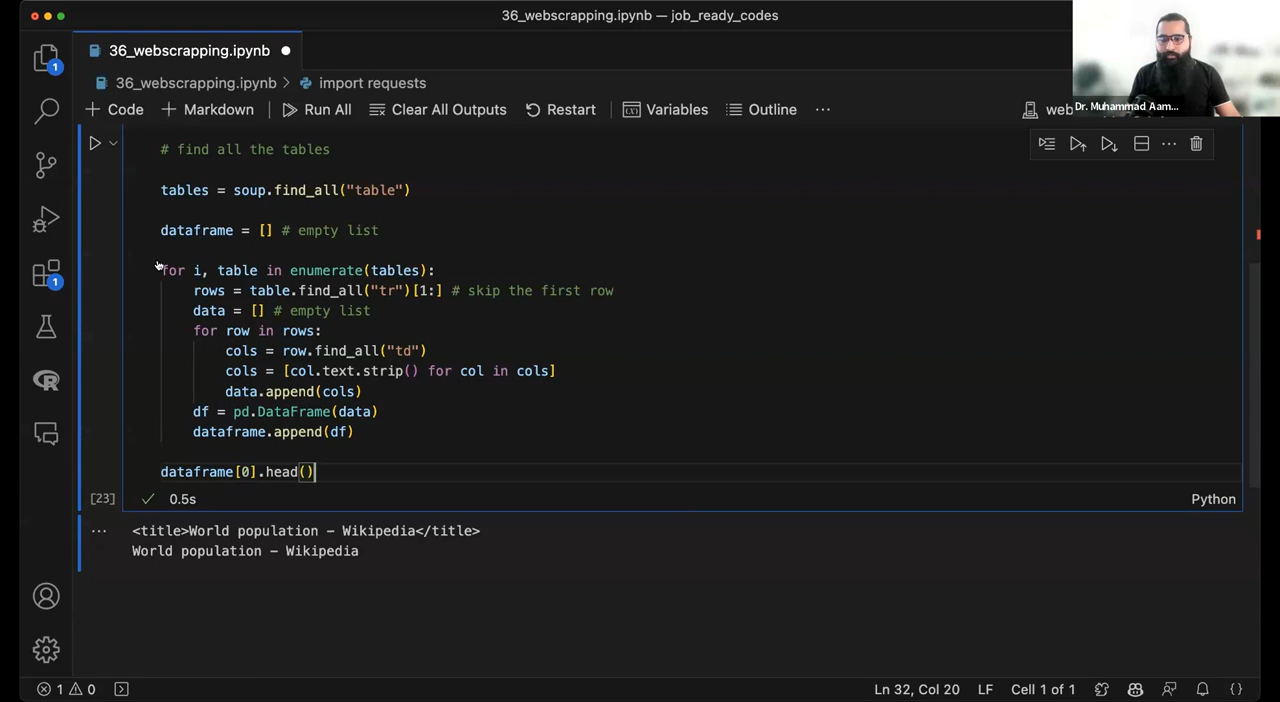 36_webscrapping.ipynb — job_ready_codes
36_webscrapping.ipynb
36_webscrapping.ipynb > import requests
Code Markdown Run All Clear All Outputs Restart Variables Outline ...
Dr. Muhammad Aam...
# find all the tables
tables = soup.find_all("table")
dataframe = [] # empty list
for i, table in enumerate(tables):
rows = table.find_all("tr")[1:] # skip the first row
data = [] # empty list
for row in rows:
cols = row.find_all("td")
cols = [col.text.strip() for col in cols]
data.append(cols)
df = pd.DataFrame(data)
dataframe.append(df)
dataframe[0].head()
[23] 0.5s Python
<title>World population - Wikipedia</title>
World population - Wikipedia
1
1
1 0 Ln 32, Col 20 LF Cell 1 of 1